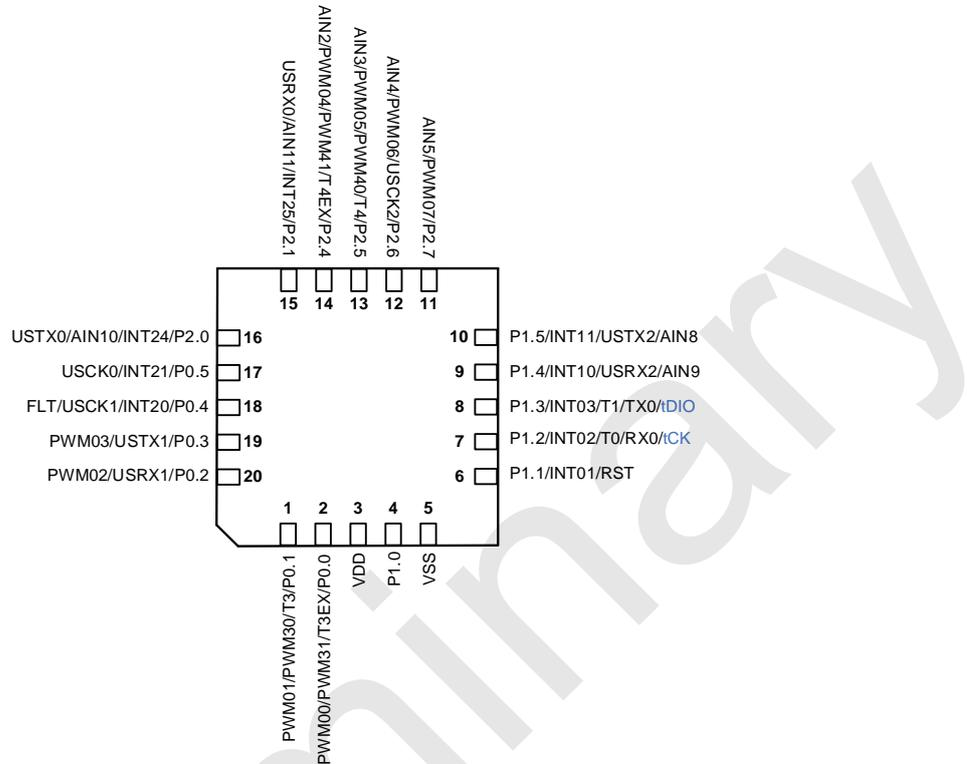 USRX0/AIN11/INT25/P2.1
AIN2/PWM04/PWM41/T4EX/P2.4
AIN3/PWM05/PWM40/T4/P2.5
AIN4/PWM06/USCK2/P2.6
AIN5/PWM07/P2.7
15 14 13 12 11
USTX0/AIN10/INT24/P2.0 16
10 P1.5/INT11/USTX2/AIN8
USCK0/INT21/P0.5 17
9 P1.4/INT10/USRX2/AIN9
FLT/USCK1/INT20/P0.4 18
8 P1.3/INT03/T1/TX0/tDIO
PWM03/USTX1/P0.3 19
7 P1.2/INT02/T0/RX0/tCK
PWM02/USRX1/P0.2 20
6 P1.1/INT01/RST
1 2 3 4 5
PWM01/PWM30/T3/P0.1
PWM00/PWM31/T3EX/P0.0
VDD
P1.0
VSS
minary